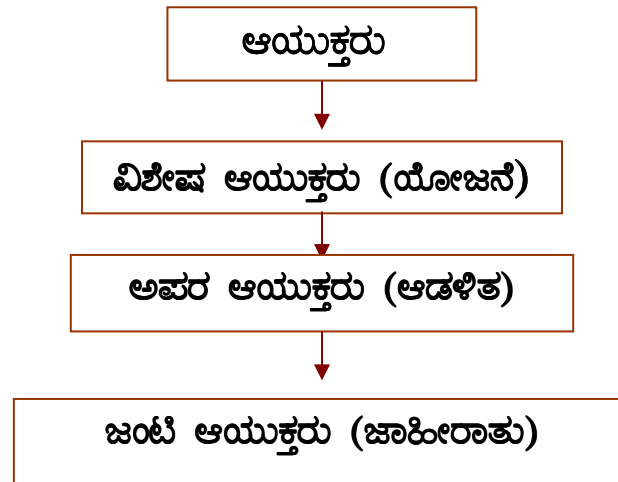 ಆಯುಕ್ತರು
ವಿಶೇಷ ಆಯುಕ್ತರು (ಯೋಜನೆ)
ಅಪರ ಆಯುಕ್ತರು (ಆಡಳಿತ)
ಜಂಟಿ ಆಯುಕ್ತರು (ಜಾಹೀರಾತು)